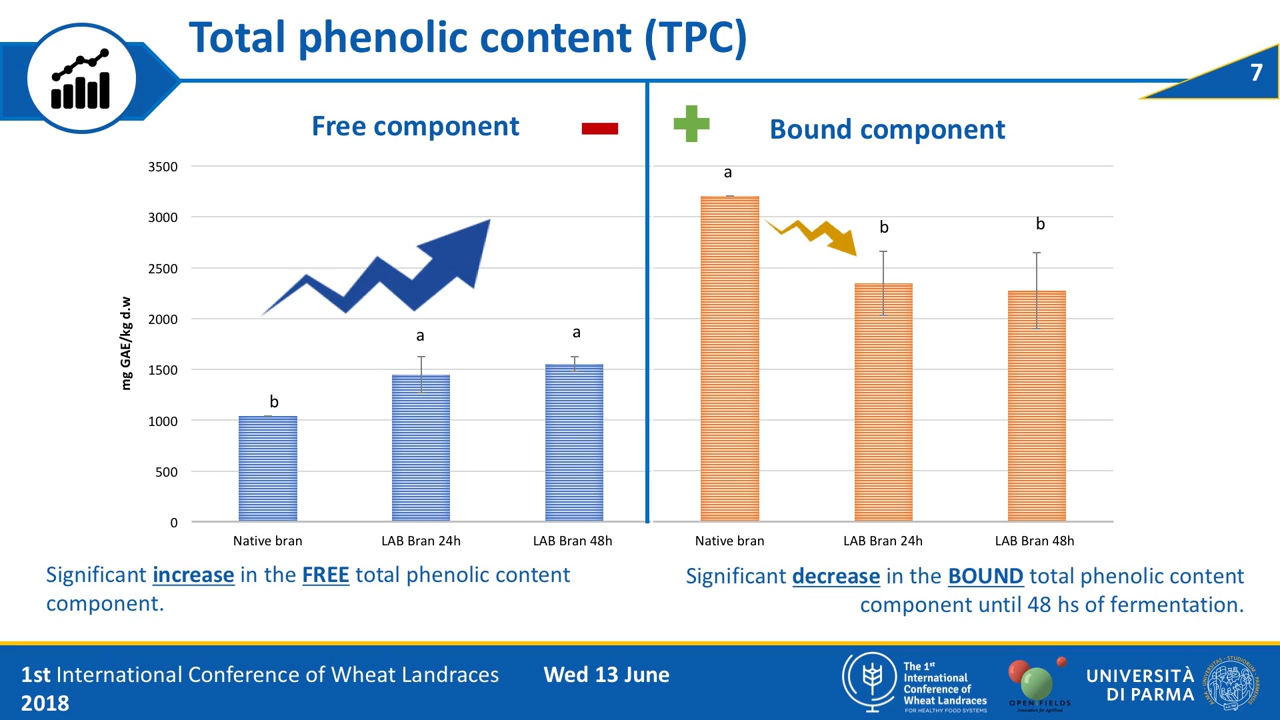 Total phenolic content (TPC)
7
Free component
Bound component
3500
3000
2500
2000
1500
1000
500
0
mg GAE/kg d.w
b
a
a
a
b
b
Native bran
LAB Bran 24h
LAB Bran 48h
Native bran
LAB Bran 24h
LAB Bran 48h
Significant increase in the FREE total phenolic content
component.
Significant decrease in the BOUND total phenolic content
component until 48 hs of fermentation.
1st International Conference of Wheat Landraces
2018
Wed 13 June
The 1st
International
Conference of
Wheat Landraces
FOR HEALTHY FOOD SYSTEMS
OPEN FIELDS
UNIVERSITÀ
DI PARMA